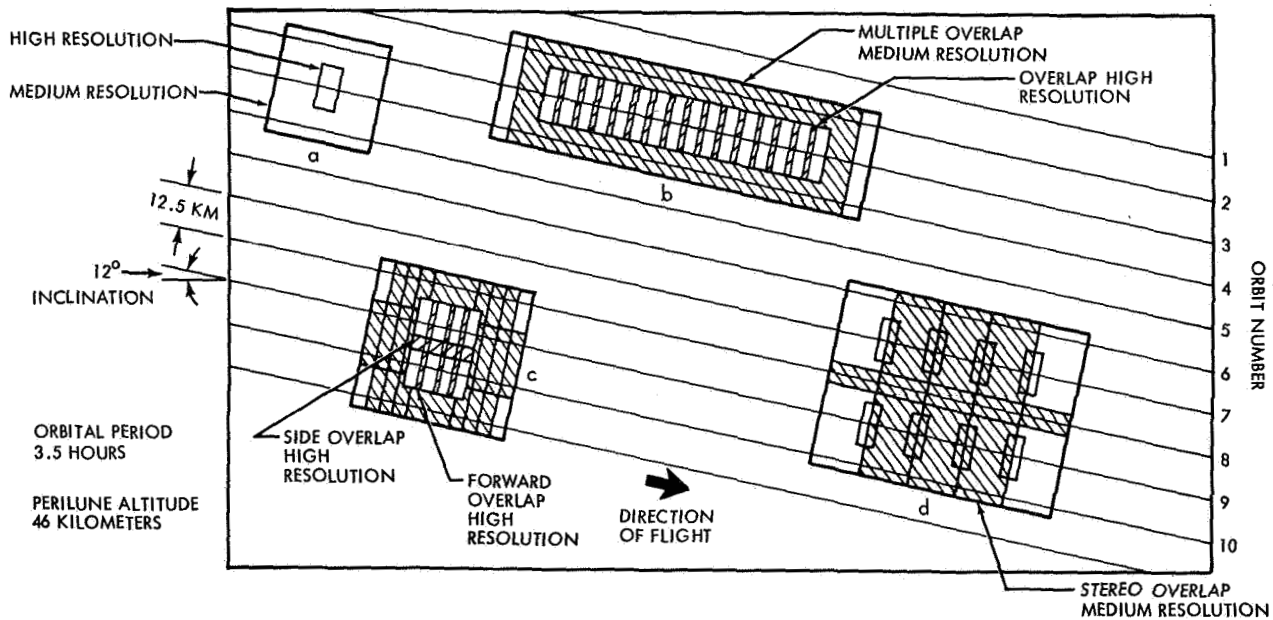 HIGH RESOLUTION
MEDIUM RESOLUTION
a
MULTIPLE OVERLAP
MEDIUM RESOLUTION
OVERLAP HIGH
RESOLUTION
b
1
2
3
4
5
6
7
8
9
10
ORBIT NUMBER
12.5 KM
12°
INCLINATION
c
SIDE OVERLAP
HIGH
RESOLUTION
FORWARD
OVERLAP
HIGH
RESOLUTION
ORBITAL PERIOD
3.5 HOURS
PERILUNE ALTITUDE
46 KILOMETERS
DIRECTION
OF FLIGHT
d
STEREO OVERLAP
MEDIUM RESOLUTION